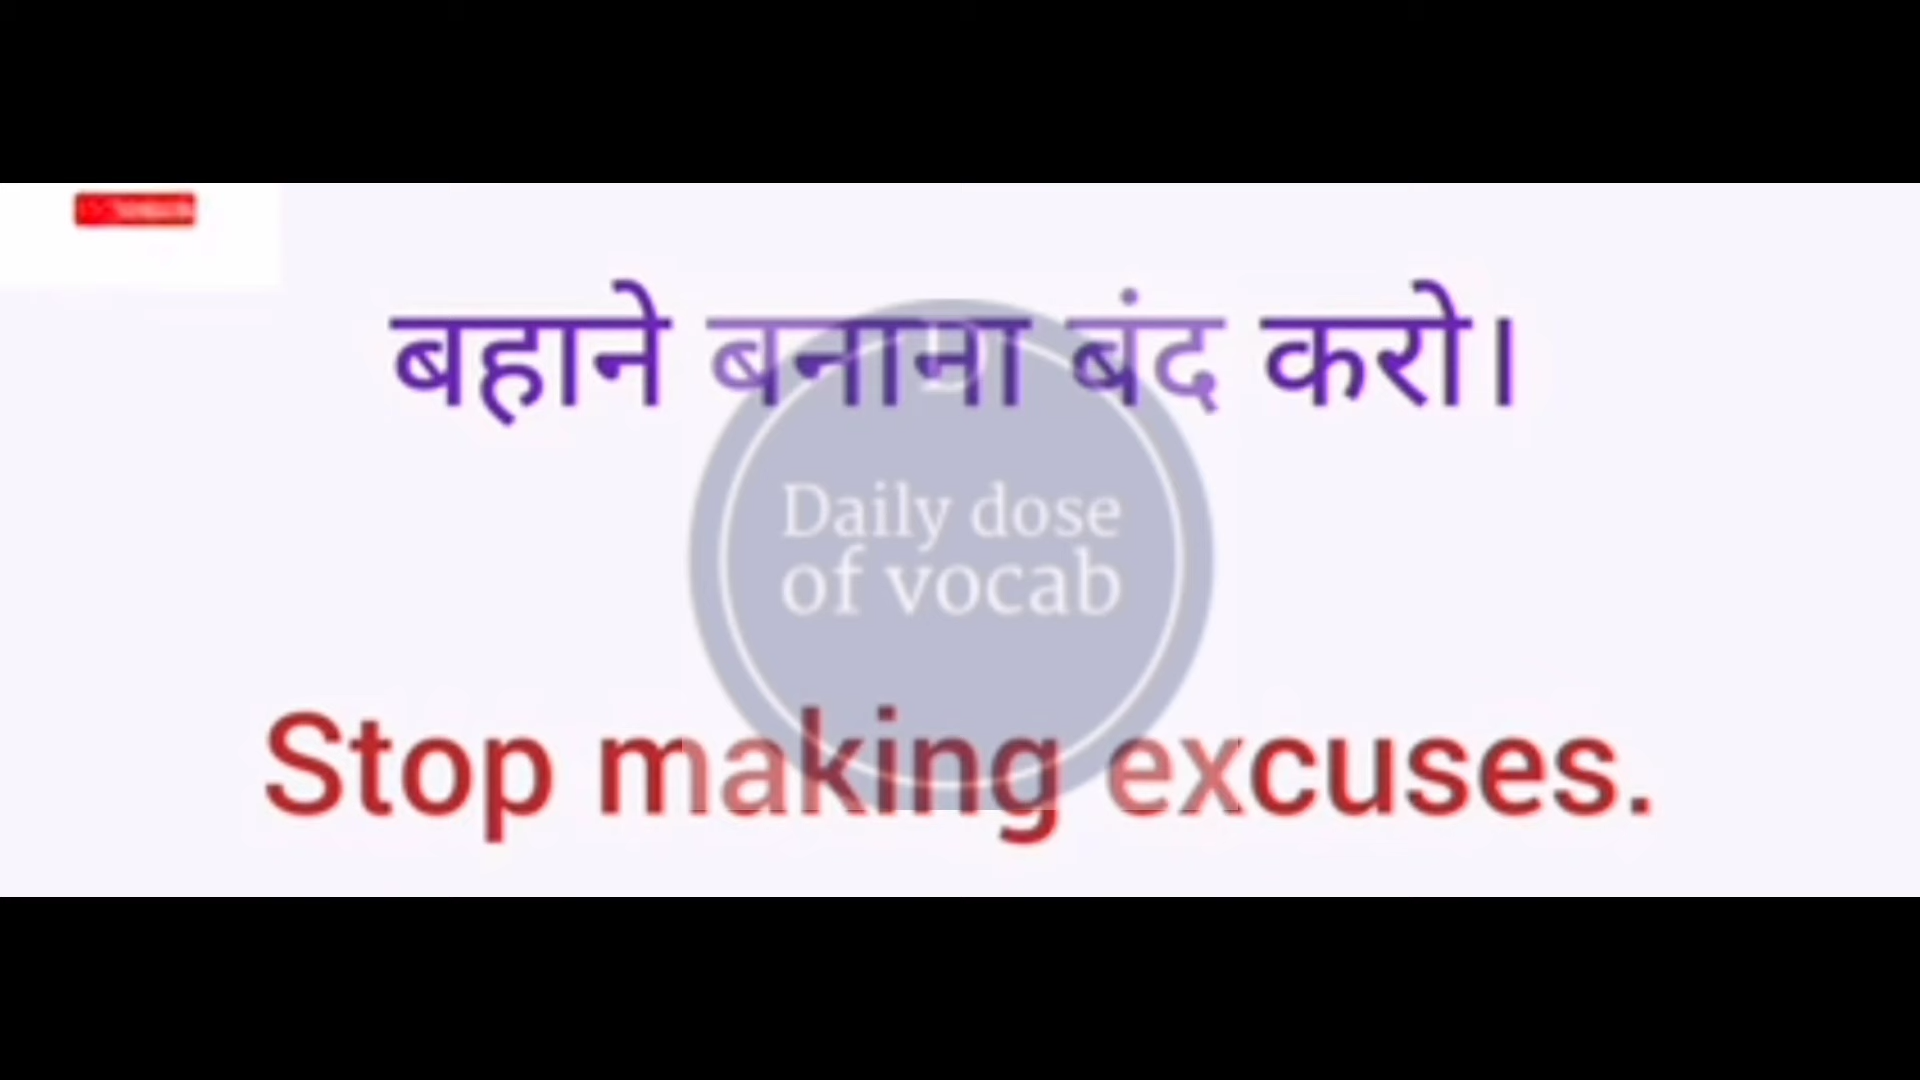 बहाने बनाना बंद करो।
Daily dose
of vocab
Stop making excuses.